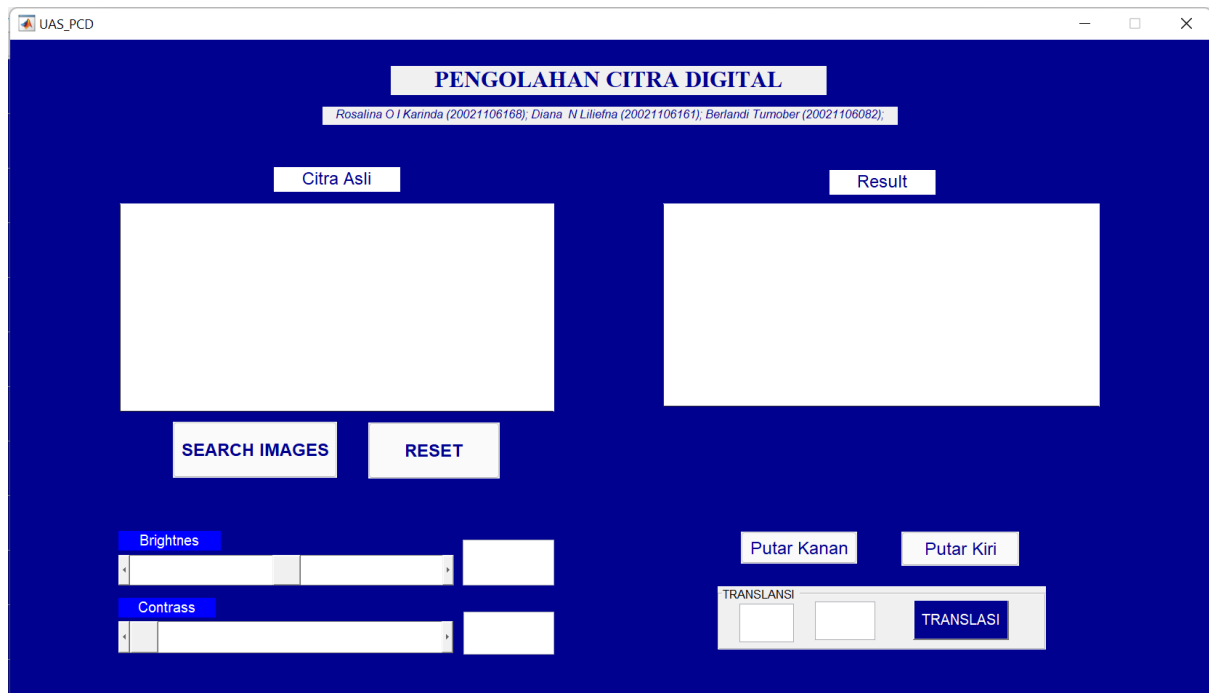 UAS_PCD
PENGOLAHAN CITRA DIGITAL
Rosalina O I Karinda (20021106168); Diana N Liliefna (20021106161); Berlandi Tumober (20021106082);
Citra Asli
Result
SEARCH IMAGES
RESET
Brightnes
Contrass
Putar Kanan
Putar Kiri
TRANSLANSI
TRANSLASI